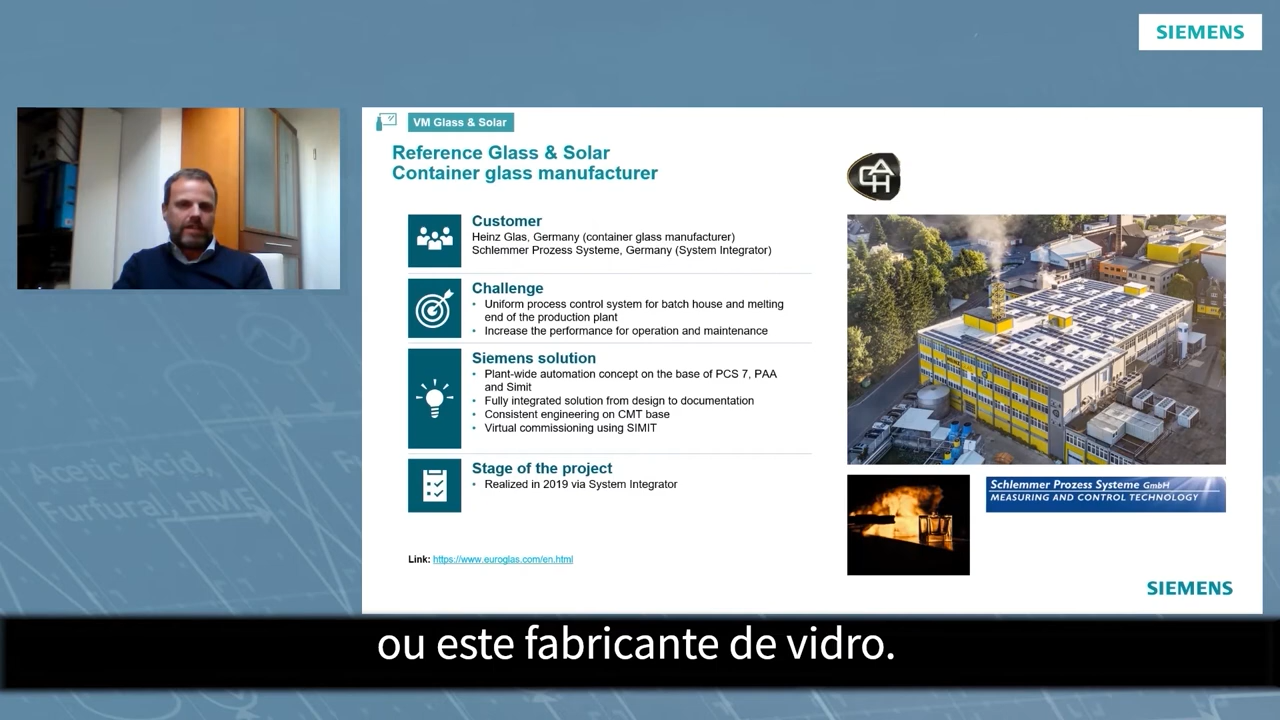 SIEMENS
VM Glass & Solar
Reference Glass & Solar
Container glass manufacturer
Customer
Heinz Glas, Germany (container glass manufacturer)
Schlemmer Prozess Systeme, Germany (System Integrator)
Challenge
• Uniform process control system for batch house and melting
end of the production plant
• Increase the performance for operation and maintenance
Siemens solution
• Plant-wide automation concept on the base of PCS 7, PAA
and Simit
• Fully integrated solution from design to documentation
• Consistent engineering on CMT base
• Virtual commissioning using SIMIT
Stage of the project
• Realized in 2019 via System Integrator
Link: https://www.euroglas.com/en.html
Schlemmer Prozess Systeme GmbH
MEASURING AND CONTROL TECHNOLOGY
SIEMENS
Acetic Acid,
Furfural, HMF
ou este fabricante de vidro.